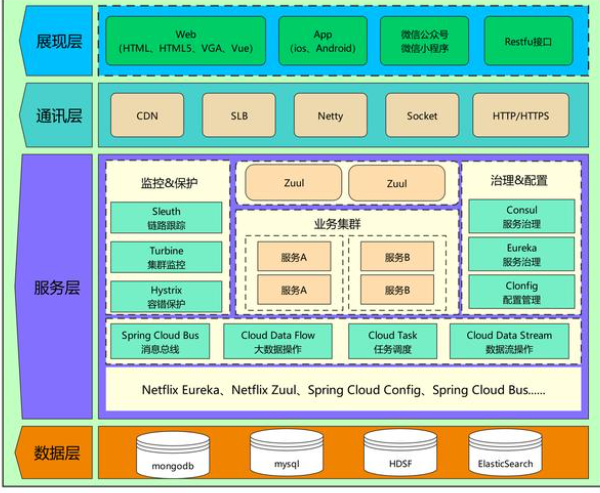 展现层
Web
(HTML、HTML5、VGA、Vue)
App
(ios、Android)
微信公众号
微信小程序
Restfu接口
通讯层
CDN
SLB
Netty
Socket
HTTP/HTTPS
服务层
监控&保护
Sleuth
链路跟踪
Turbine
集群监控
Hystrix
容错保护
Zuul
Zuul
业务集群
服务A
服务B
服务A
服务B
治理&配置
Consul
服务治理
Eureka
服务治理
Clonfig
配置管理
Spring Cloud Bus
消息总线
Cloud Data Flow
大数据操作
Cloud Task
任务调度
Cloud Data Stream
数据流操作
Netflix Eureka、Netflix Zuul、Spring Cloud Config、Spring Cloud Bus......
数据层
mongodb
mysql
HDSF
ElasticSearch